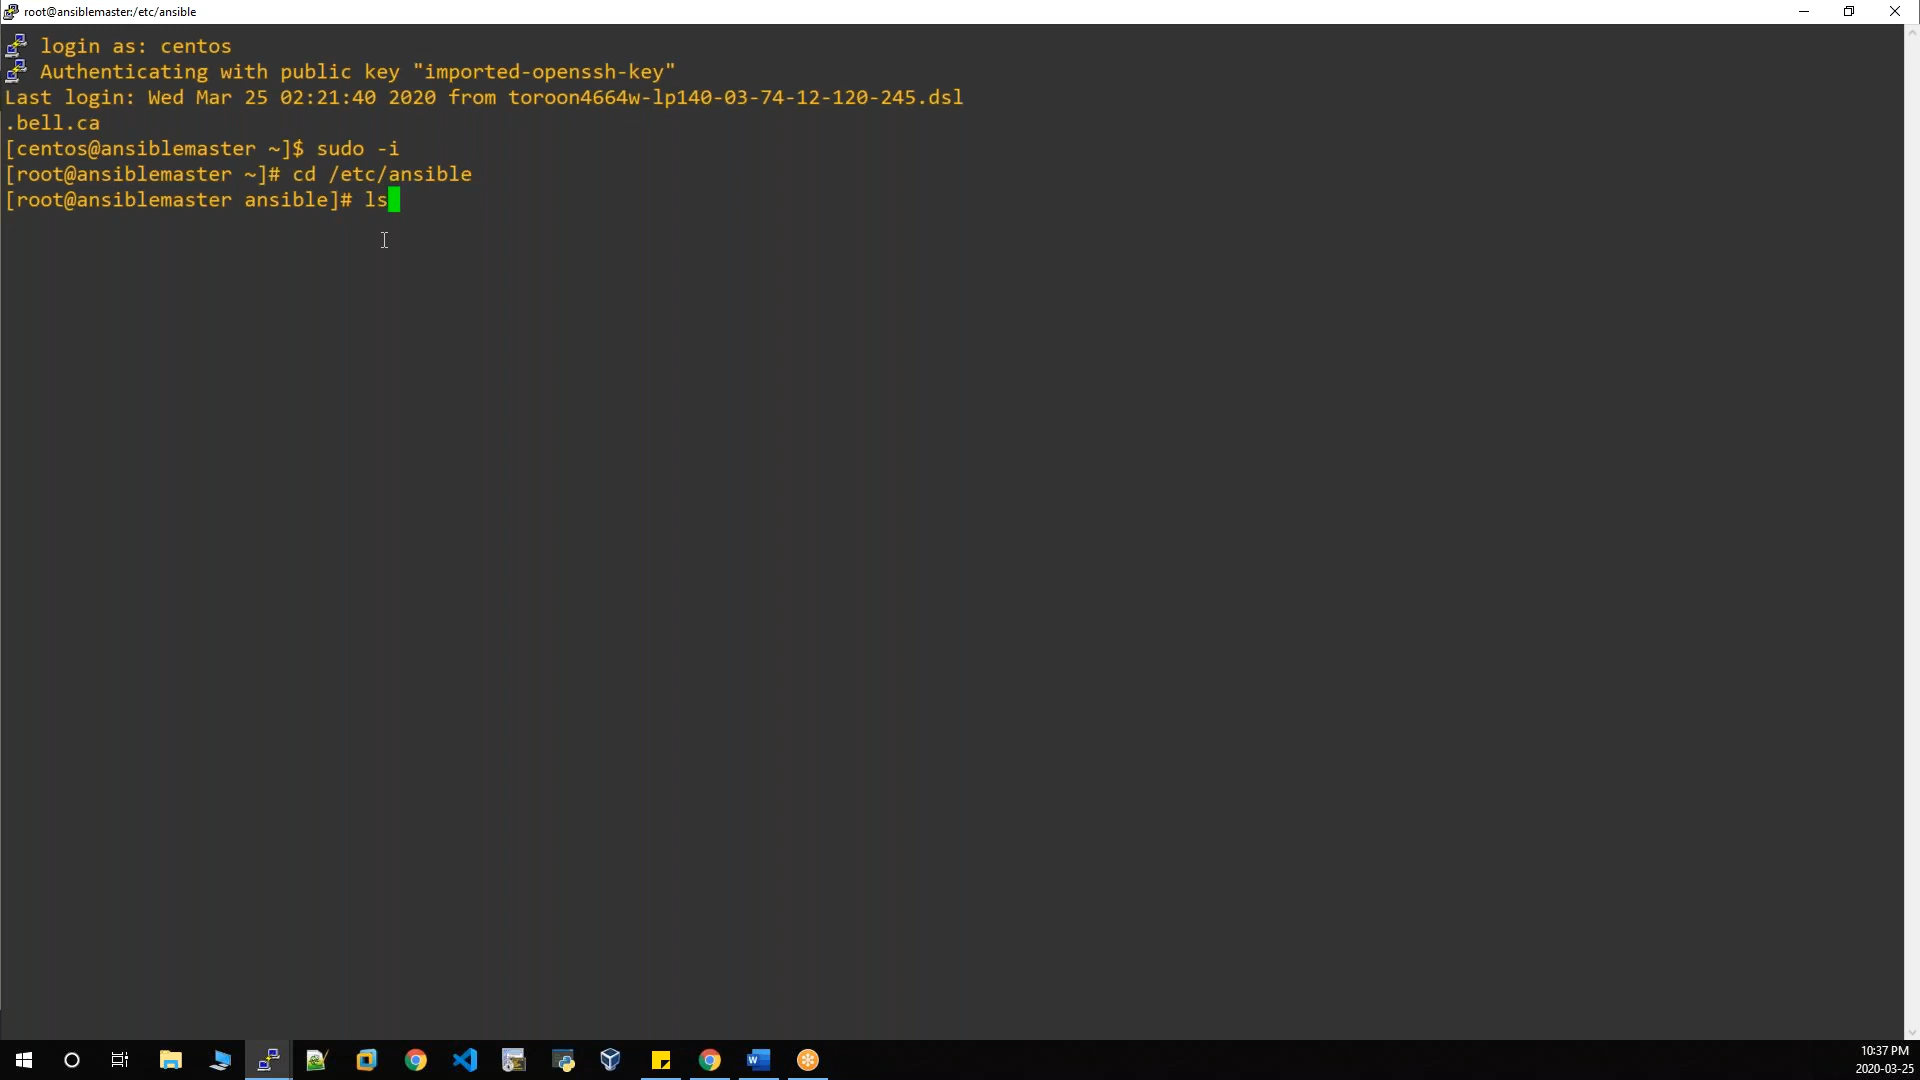 root@ansiblemaster:/etc/ansible
login as: centos
Authenticating with public key "imported-openssh-key"
Last login: Wed Mar 25 02:21:40 2020 from toroon4664w-lp140-03-74-12-120-245.dsl
.bell.ca
[centos@ansiblemaster ~]$ sudo -i
[root@ansiblemaster ~]# cd /etc/ansible
[root@ansiblemaster ansible]# ls
10:37 PM
2020-03-25